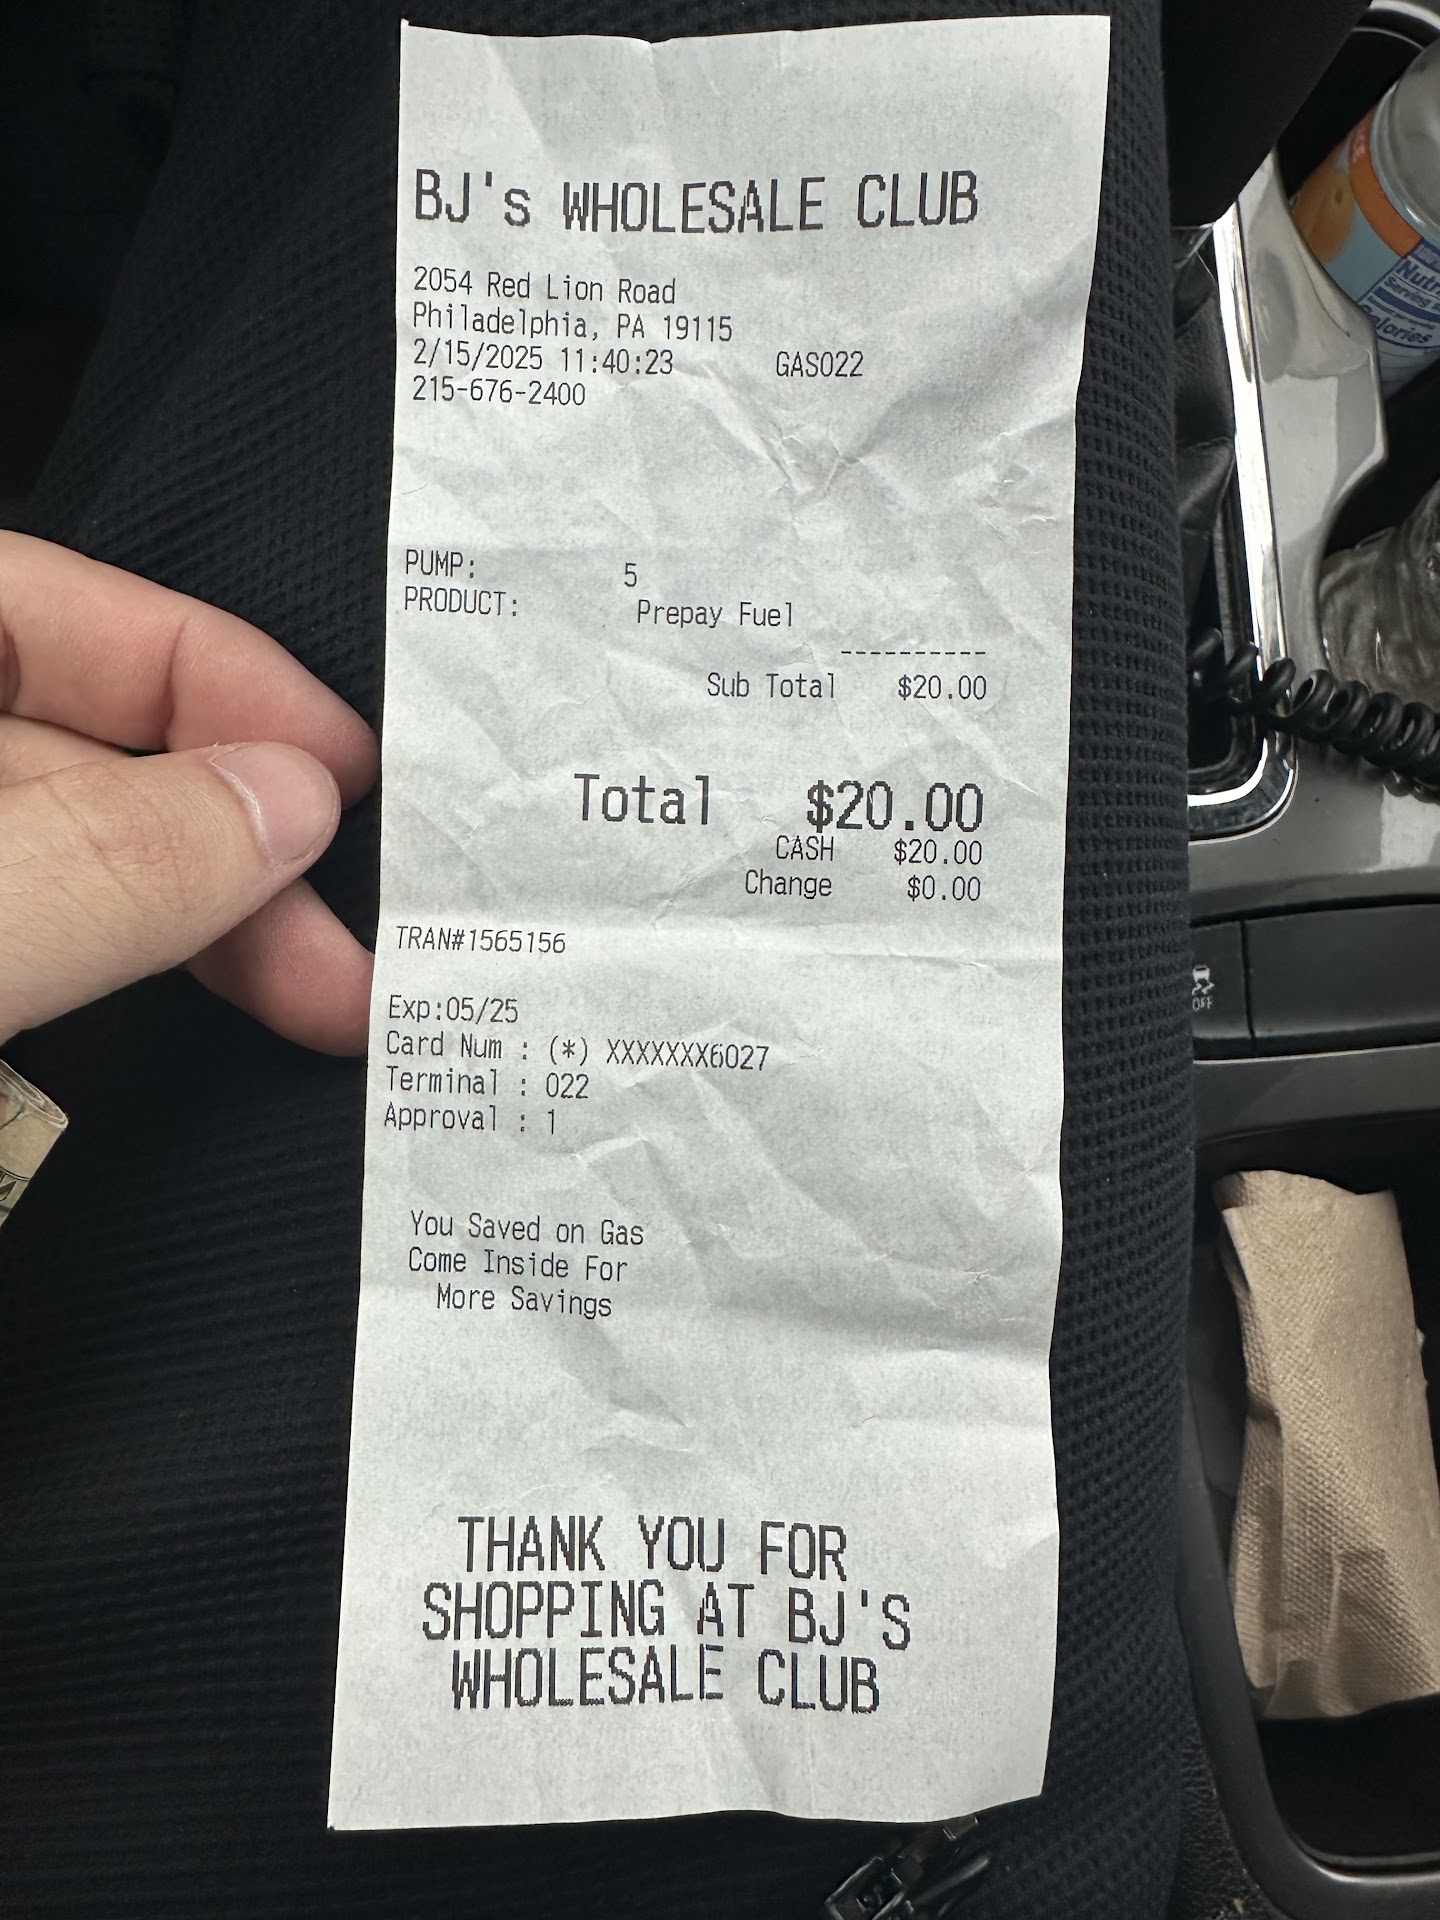 BJ's WHOLESALE CLUB
2054 Red Lion Road
Philadelphia, PA 19115
2/15/2025 11:40:23 GAS022
215-676-2400
PUMP: 5
PRODUCT: Prepay Fuel
----------
Sub Total $20.00
Total $20.00
CASH $20.00
Change $0.00
TRAN#1565156
Exp:05/25
Card Num : (*) XXXXXXX6027
Terminal : 022
Approval : 1
You Saved on Gas
Come Inside For
More Savings
THANK YOU FOR
SHOPPING AT BJ'S
WHOLESALE CLUB
OFF